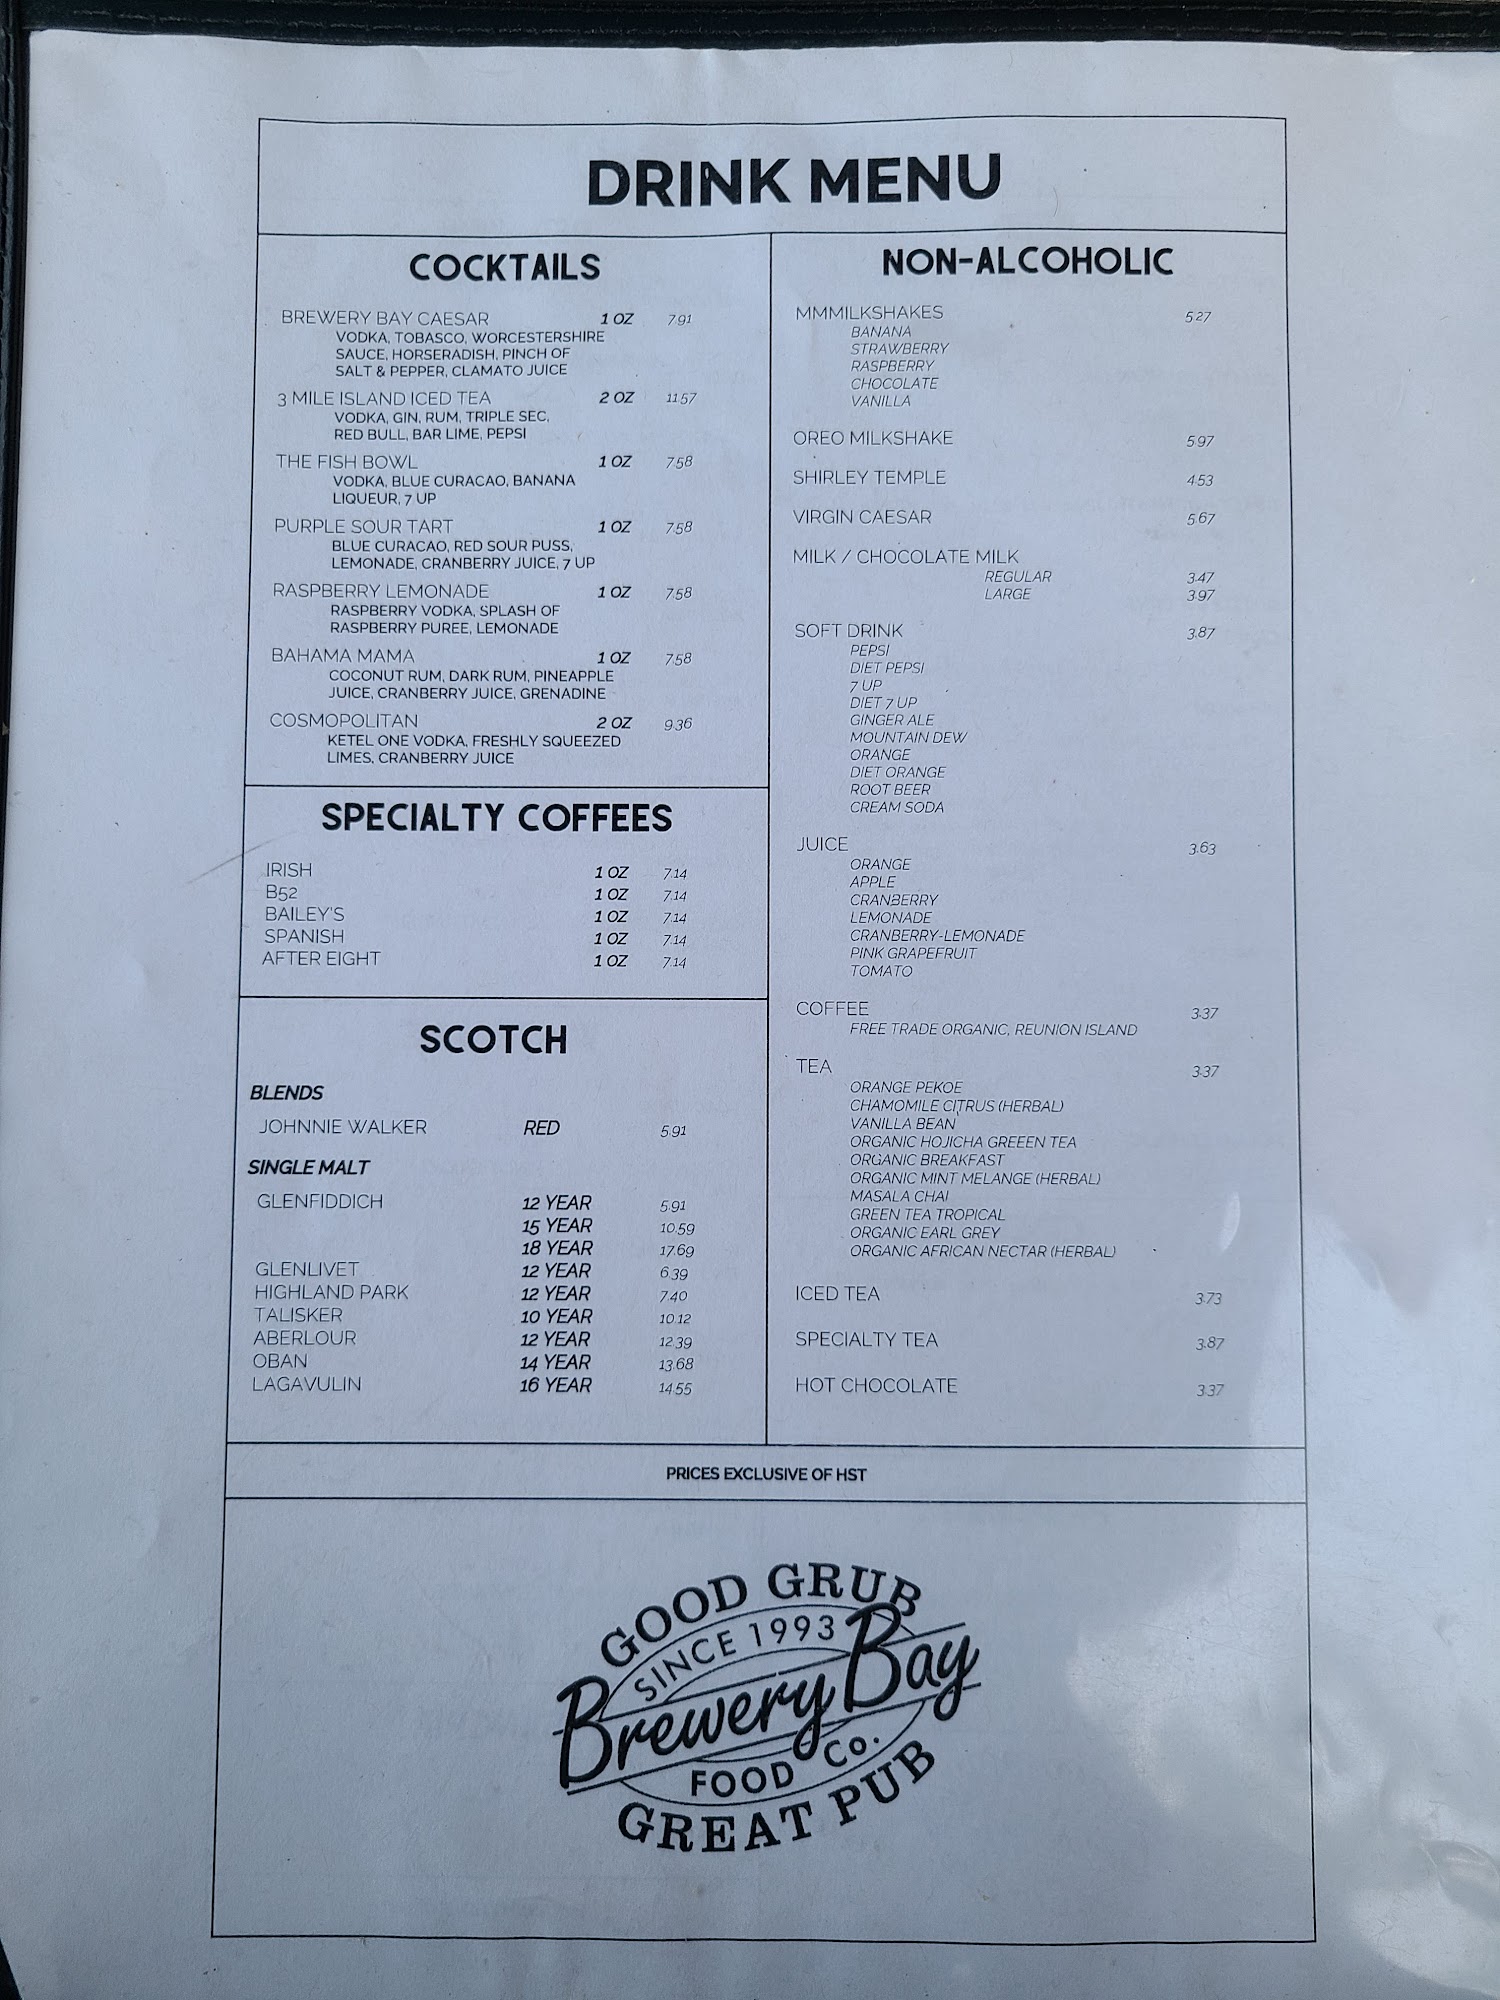 DRINK MENU
COCKTAILS
BREWERY BAY CAESAR 1 OZ 7.91
VODKA, TOBASCO, WORCESTERSHIRE
SAUCE, HORSERADISH, PINCH OF
SALT & PEPPER, CLAMATO JUICE
3 MILE ISLAND ICED TEA 2 OZ 11.57
VODKA, GIN, RUM, TRIPLE SEC,
RED BULL, BAR LIME, PEPSI
THE FISH BOWL 1 OZ 7.58
VODKA, BLUE CURACAO, BANANA
LIQUEUR, 7 UP
PURPLE SOUR TART 1 OZ 7.58
BLUE CURACAO, RED SOUR PUSS,
LEMONADE, CRANBERRY JUICE, 7 UP
RASPBERRY LEMONADE 1 OZ 7.58
RASPBERRY VODKA, SPLASH OF
RASPBERRY PUREE, LEMONADE
BAHAMA MAMA 1 OZ 7.58
COCONUT RUM, DARK RUM, PINEAPPLE
JUICE, CRANBERRY JUICE, GRENADINE
COSMOPOLITAN 2 OZ 9.36
KETEL ONE VODKA, FRESHLY SQUEEZED
LIMES, CRANBERRY JUICE
SPECIALTY COFFEES
IRISH 1 OZ 7.14
B52 1 OZ 7.14
BAILEY'S 1 OZ 7.14
SPANISH 1 OZ 7.14
AFTER EIGHT 1 OZ 7.14
SCOTCH
BLENDS
JOHNNIE WALKER RED 5.91
SINGLE MALT
GLENFIDDICH 12 YEAR 5.91
15 YEAR 10.59
18 YEAR 17.69
GLENLIVET 12 YEAR 6.39
HIGHLAND PARK 12 YEAR 7.40
TALISKER 10 YEAR 10.12
ABERLOUR 12 YEAR 12.39
OBAN 14 YEAR 13.68
LAGAVULIN 16 YEAR 14.55
NON-ALCOHOLIC
MMMILKSHAKES 5.27
BANANA
STRAWBERRY
RASPBERRY
CHOCOLATE
VANILLA
OREO MILKSHAKE 5.97
SHIRLEY TEMPLE 4.53
VIRGIN CAESAR 5.67
MILK / CHOCOLATE MILK
REGULAR 3.47
LARGE 3.97
SOFT DRINK 3.87
PEPSI
DIET PEPSI
7 UP
DIET 7 UP
GINGER ALE
MOUNTAIN DEW
ORANGE
DIET ORANGE
ROOT BEER
CREAM SODA
JUICE 3.63
ORANGE
APPLE
CRANBERRY
LEMONADE
CRANBERRY-LEMONADE
PINK GRAPEFRUIT
TOMATO
COFFEE 3.37
FREE TRADE ORGANIC, REUNION ISLAND
TEA 3.37
ORANGE PEKOE
CHAMOMILE CITRUS (HERBAL)
VANILLA BEAN
ORGANIC HOJICHA GREEEN TEA
ORGANIC BREAKFAST
ORGANIC MINT MELANGE (HERBAL)
MASALA CHAI
GREEN TEA TROPICAL
ORGANIC EARL GREY
ORGANIC AFRICAN NECTAR (HERBAL)
ICED TEA 3.73
SPECIALTY TEA 3.87
HOT CHOCOLATE 3.37
PRICES EXCLUSIVE OF HST
GOOD GRUB
SINCE 1993
Brewery Bay
FOOD Co.
GREAT PUB